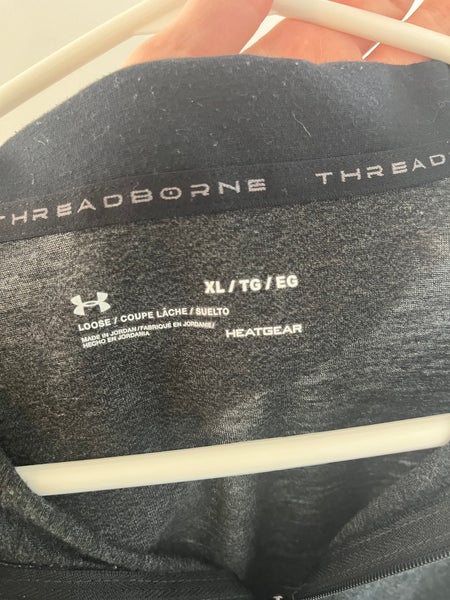 THREADBORNE THREADB
XL / TG / EG
LOOSE / COUPE LÂCHE / SUELTO
MADE IN JORDAN / FABRIQUÉ EN JORDANIE /
HECHO EN JORDANIA
HEATGEAR